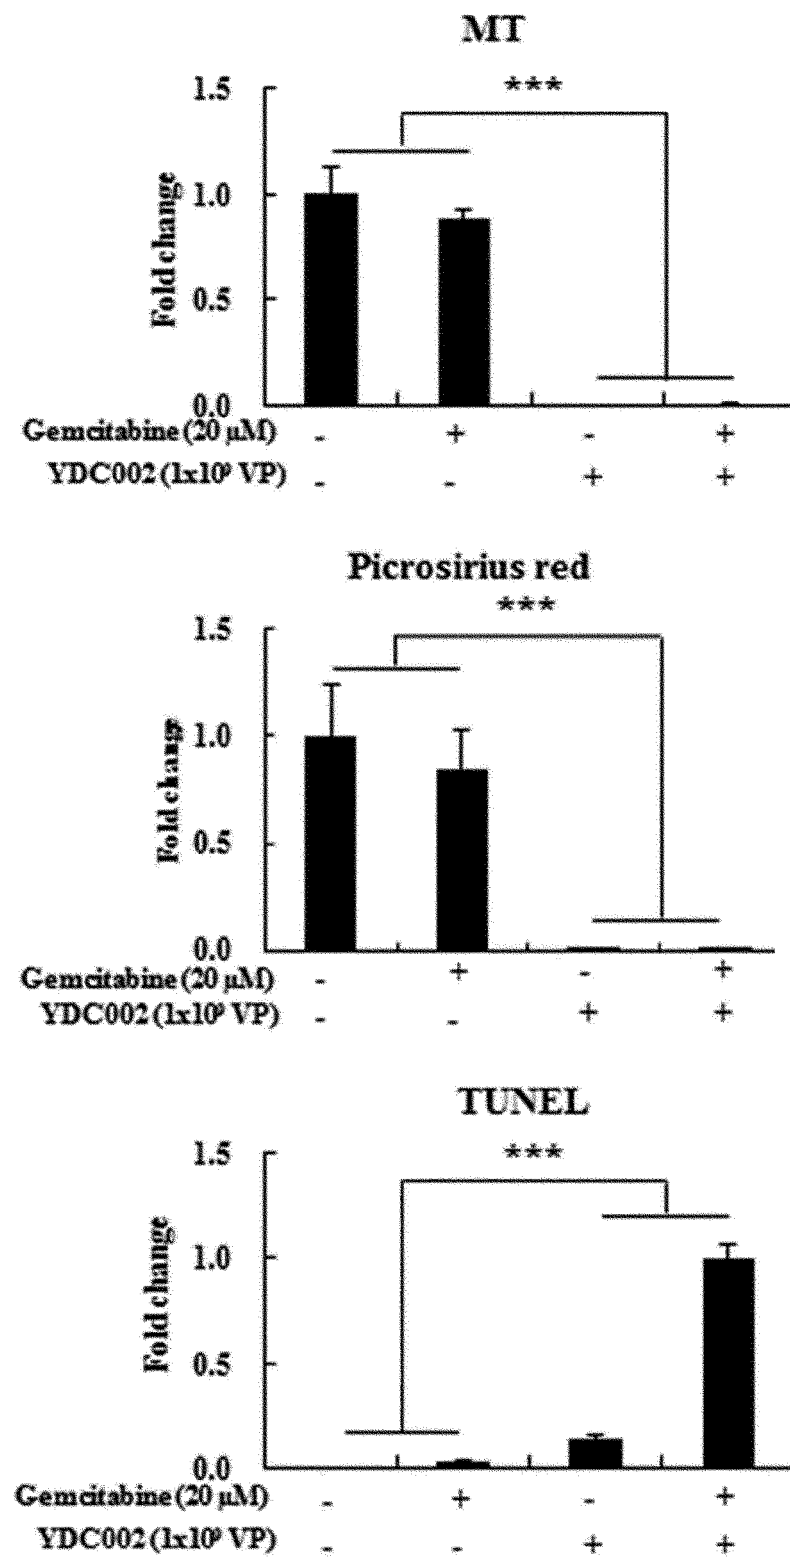 MT
***
1.5
1.0
0.5
0.0
Fold change
Gemcitabine (20 μM) - + - +
YDC002 (1x10⁹ VP) - - + +
Picrosirius red
***
1.5
1.0
0.5
0.0
Fold change
Gemcitabine (20 μM) - + - +
YDC002 (1x10⁹ VP) - - + +
TUNEL
***
1.5
1.0
0.5
0.0
Fold change
Gemcitabine (20 μM) - + - +
YDC002 (1x10⁹ VP) - - + +